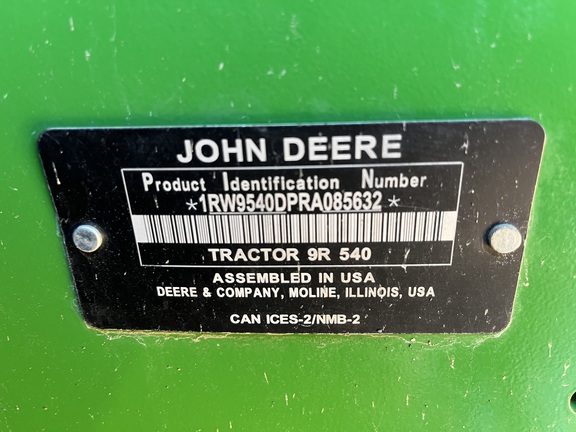 JOHN DEERE
Product Identification Number
*1RW9540DPRA085632*
TRACTOR 9R 540
ASSEMBLED IN USA
DEERE & COMPANY, MOLINE, ILLINOIS, USA
CAN ICES-2/NMB-2